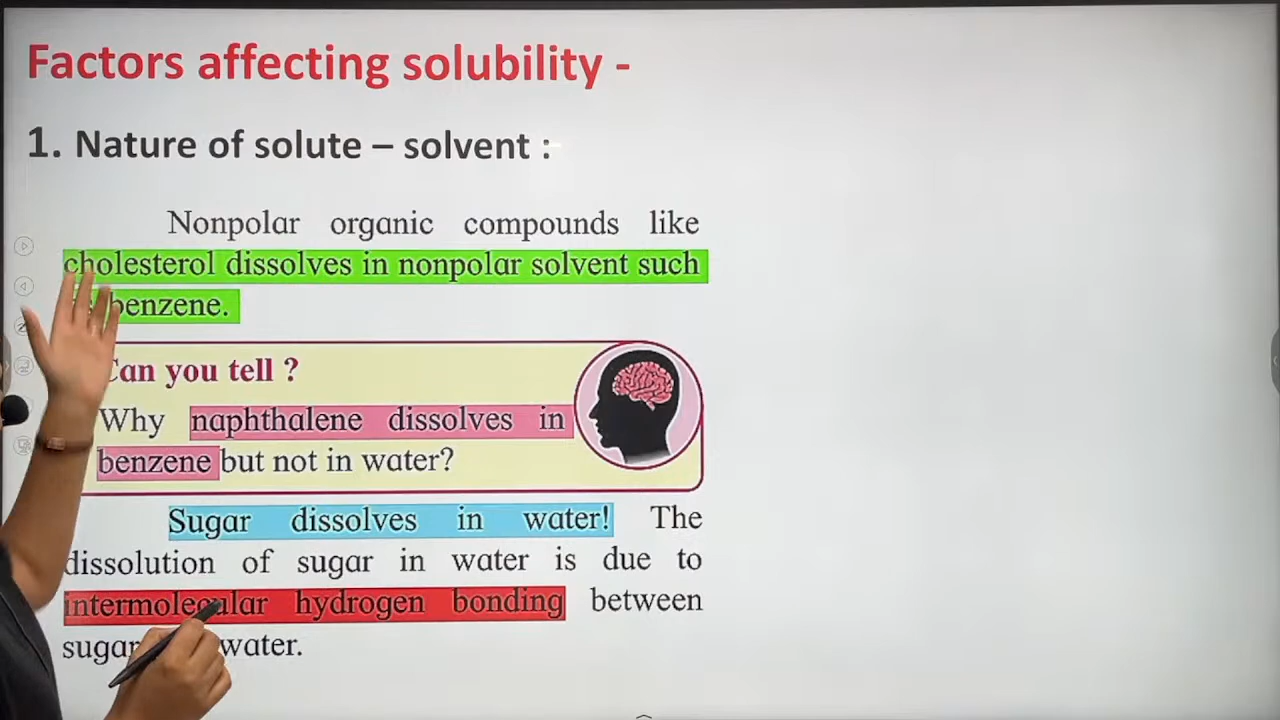 Factors affecting solubility -
1. Nature of solute – solvent :
Nonpolar organic compounds like
cholesterol dissolves in nonpolar solvent such
benzene.
Can you tell ?
Why naphthalene dissolves in
benzene but not in water?
Sugar dissolves in water! The
dissolution of sugar in water is due to
intermolecular hydrogen bonding between
sugar water.